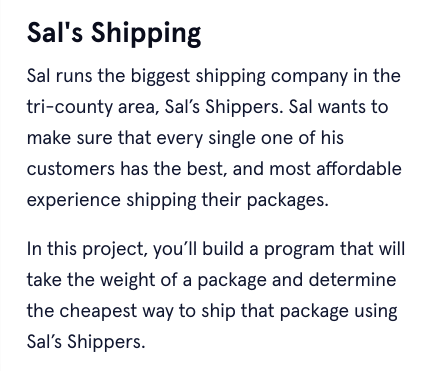 Sal's Shipping
Sal runs the biggest shipping company in the
tri-county area, Sal’s Shippers. Sal wants to
make sure that every single one of his
customers has the best, and most affordable
experience shipping their packages.
In this project, you’ll build a program that will
take the weight of a package and determine
the cheapest way to ship that package using
Sal’s Shippers.